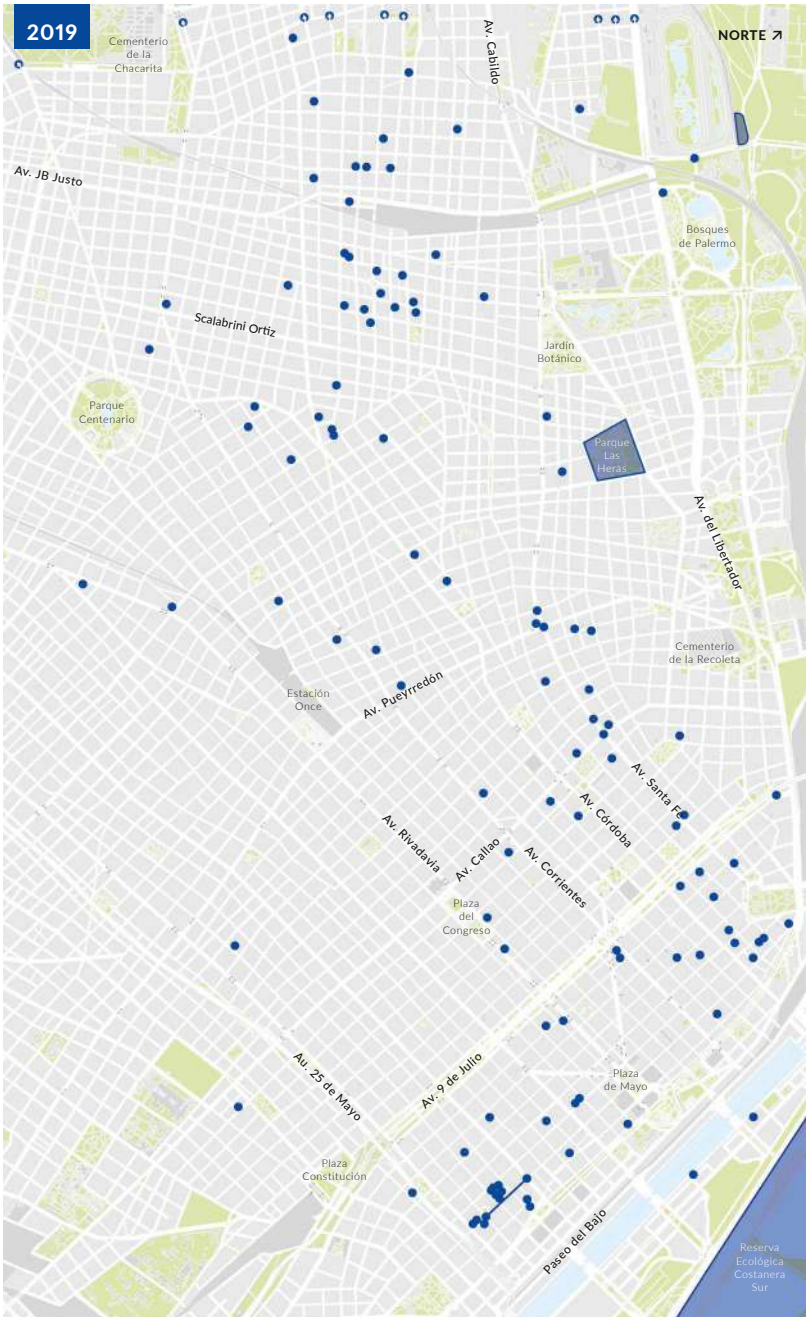 2019
Cementerio
de la
Chacarita
Av. Cabildo
NORTE ↗
Av. JB Justo
Bosques
de Palermo
Scalabrini Ortiz
Jardín
Botánico
Parque
Centenario
Parque
Las
Heras
Av. del Libertador
Cementerio
de la Recoleta
Estación
Once
Av. Pueyrredón
Av. Santa Fe
Av. Córdoba
Av. Rivadavia
Av. Callao
Av. Corrientes
Plaza
del
Congreso
Au. 25 de Mayo
Av. 9 de Julio
Plaza
de Mayo
Plaza
Constitución
Paseo del Bajo
Reserva
Ecológica
Costanera
Sur